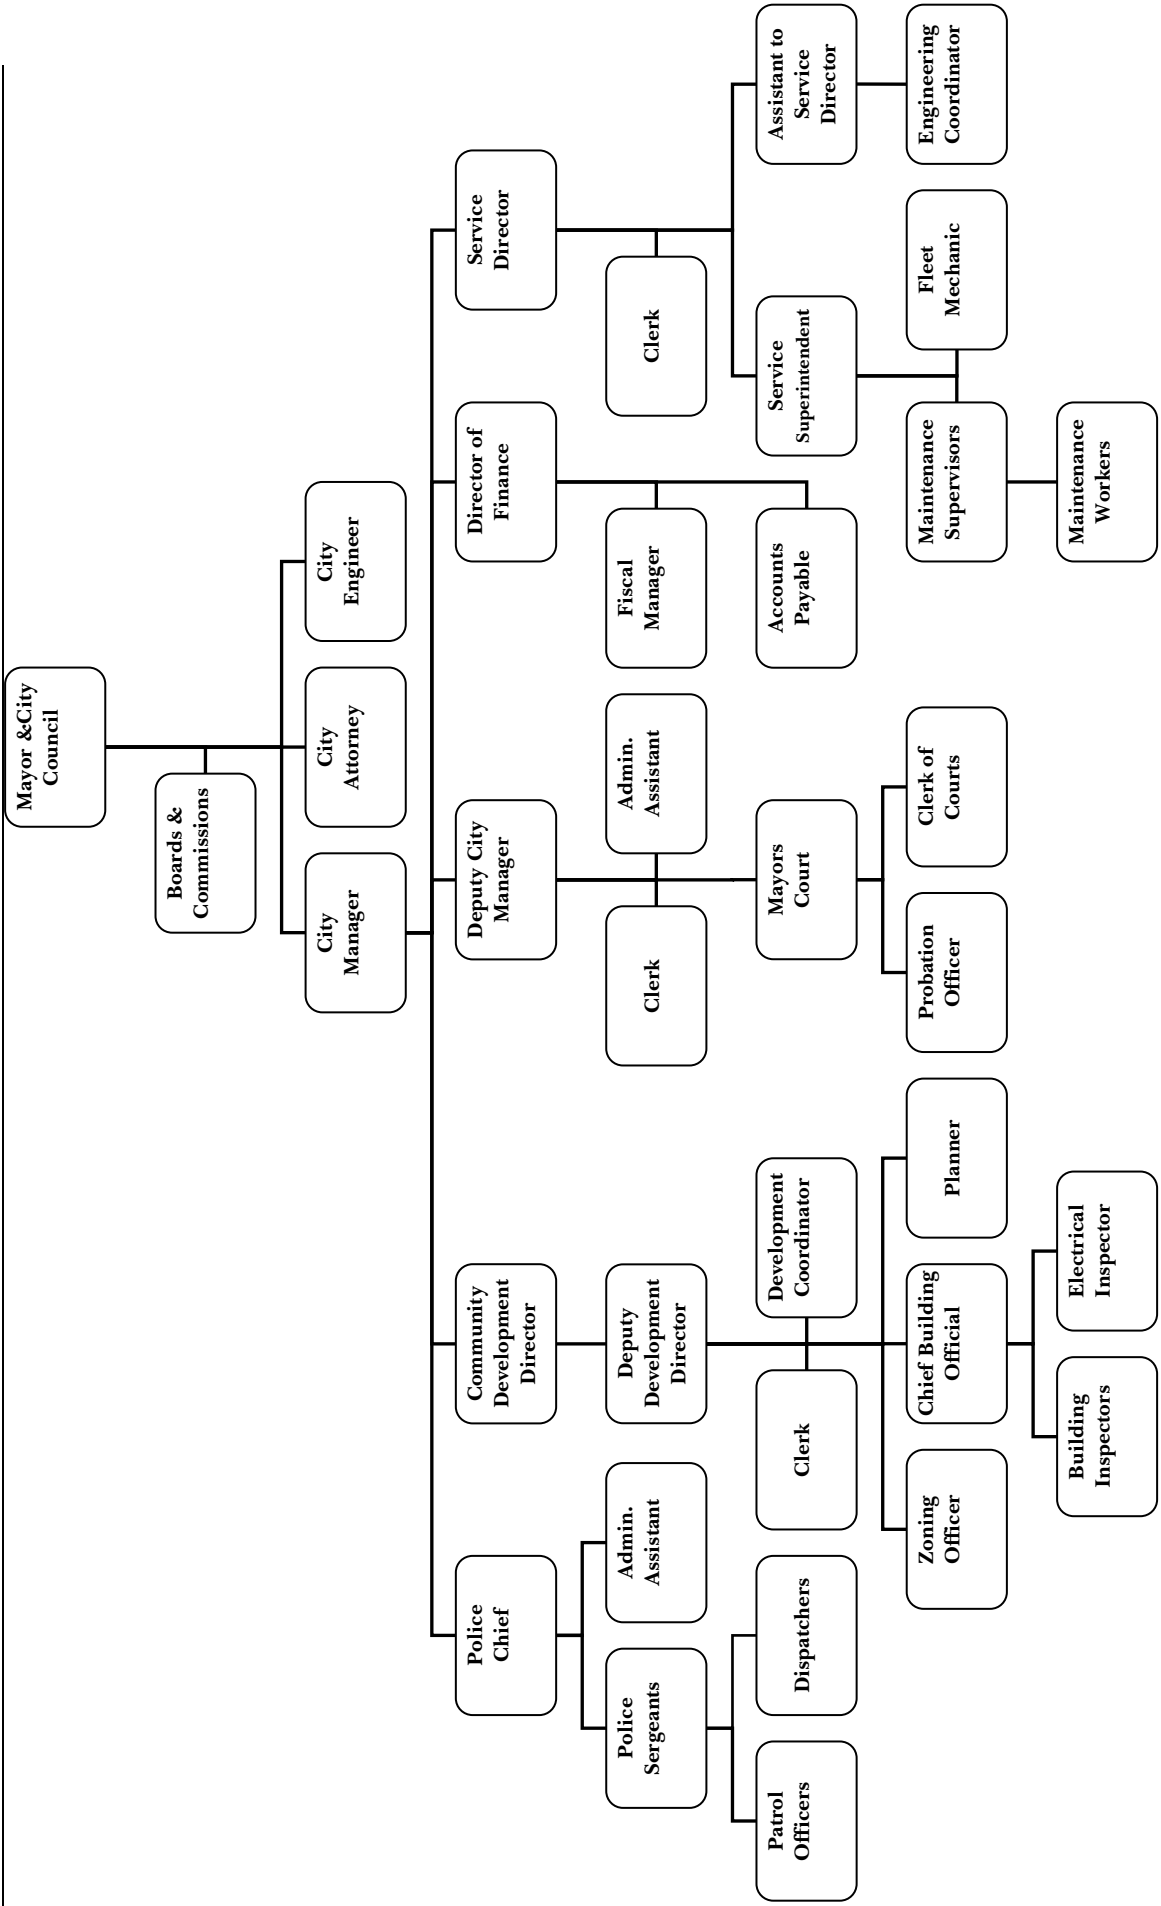 Mayor &City
Council
Boards &
Commissions
City
Manager
City
Attorney
City
Engineer
Police
Chief
Community
Development
Director
Deputy City
Manager
Director of
Finance
Service
Director
Police
Sergeants
Admin.
Assistant
Deputy
Development
Director
Clerk
Admin.
Assistant
Fiscal
Manager
Clerk
Patrol
Officers
Dispatchers
Clerk
Development
Coordinator
Mayors
Court
Accounts
Payable
Service
Superintendent
Assistant to
Service
Director
Zoning
Officer
Chief Building
Official
Planner
Probation
Officer
Clerk of
Courts
Maintenance
Supervisors
Fleet
Mechanic
Engineering
Coordinator
Building
Inspectors
Electrical
Inspector
Maintenance
Workers